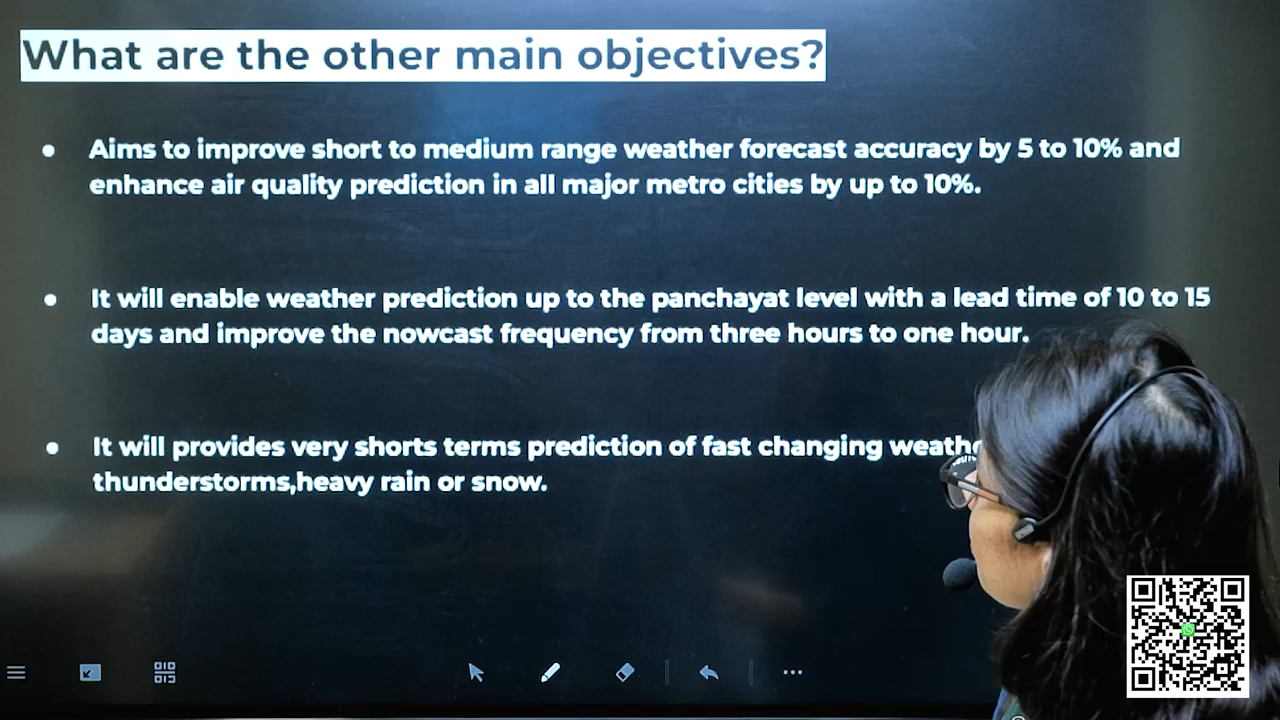 What are the other main objectives?
● Aims to improve short to medium range weather forecast accuracy by 5 to 10% and
enhance air quality prediction in all major metro cities by up to 10%.
● It will enable weather prediction up to the panchayat level with a lead time of 10 to 15
days and improve the nowcast frequency from three hours to one hour.
● It will provides very shorts terms prediction of fast changing
thunderstorms,heavy rain or snow.